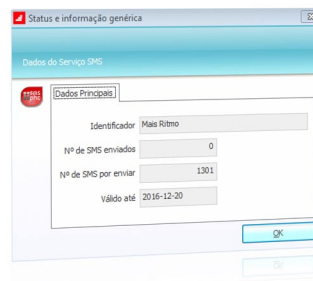 Status e informação genérica
Dados do Serviço SMS
Dados Principais
Identificador Mais Ritmo
Nº de SMS enviados 0
Nº de SMS por enviar 1301
Válido até 2016-12-20
OK